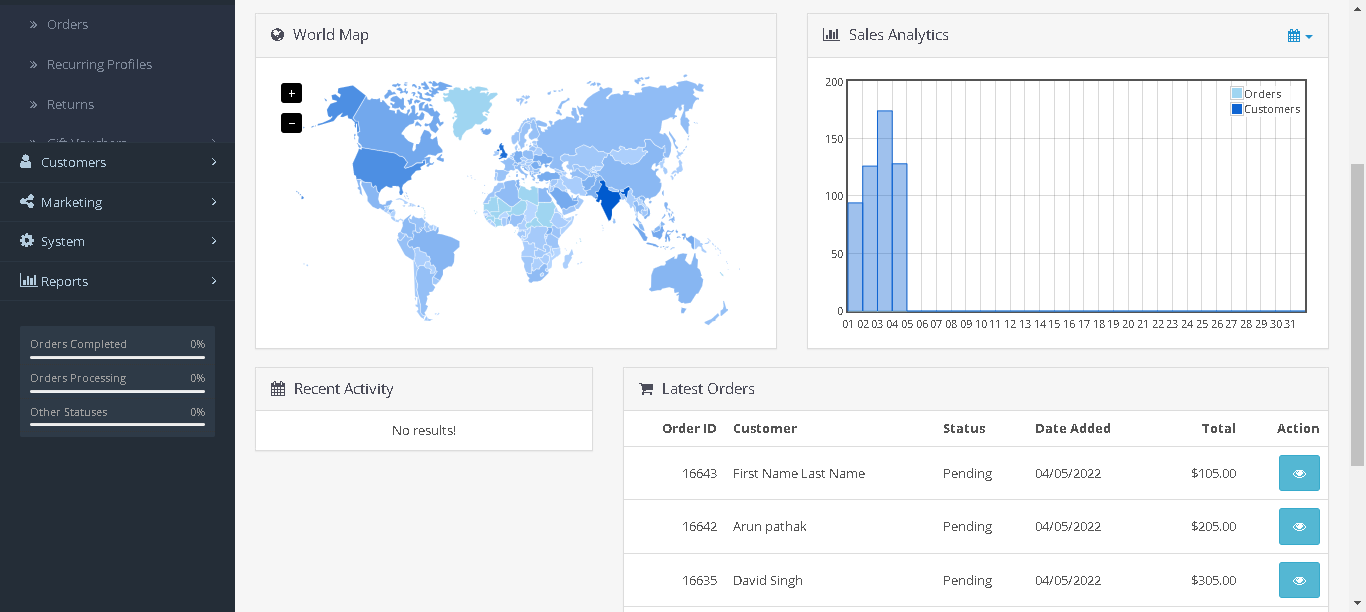 Orders
Recurring Profiles
Returns
Gift Vouchers
Customers
Marketing
System
Reports
Orders Completed 0%
Orders Processing 0%
Other Statuses 0%
World Map
+
−
Sales Analytics
Orders
Customers
200
150
100
50
0
01 02 03 04 05 06 07 08 09 10 11 12 13 14 15 16 17 18 19 20 21 22 23 24 25 26 27 28 29 30 31
Recent Activity
No results!
Latest Orders
Order ID Customer Status Date Added Total Action
16643 First Name Last Name Pending 04/05/2022 $105.00
16642 Arun pathak Pending 04/05/2022 $205.00
16635 David Singh Pending 04/05/2022 $305.00